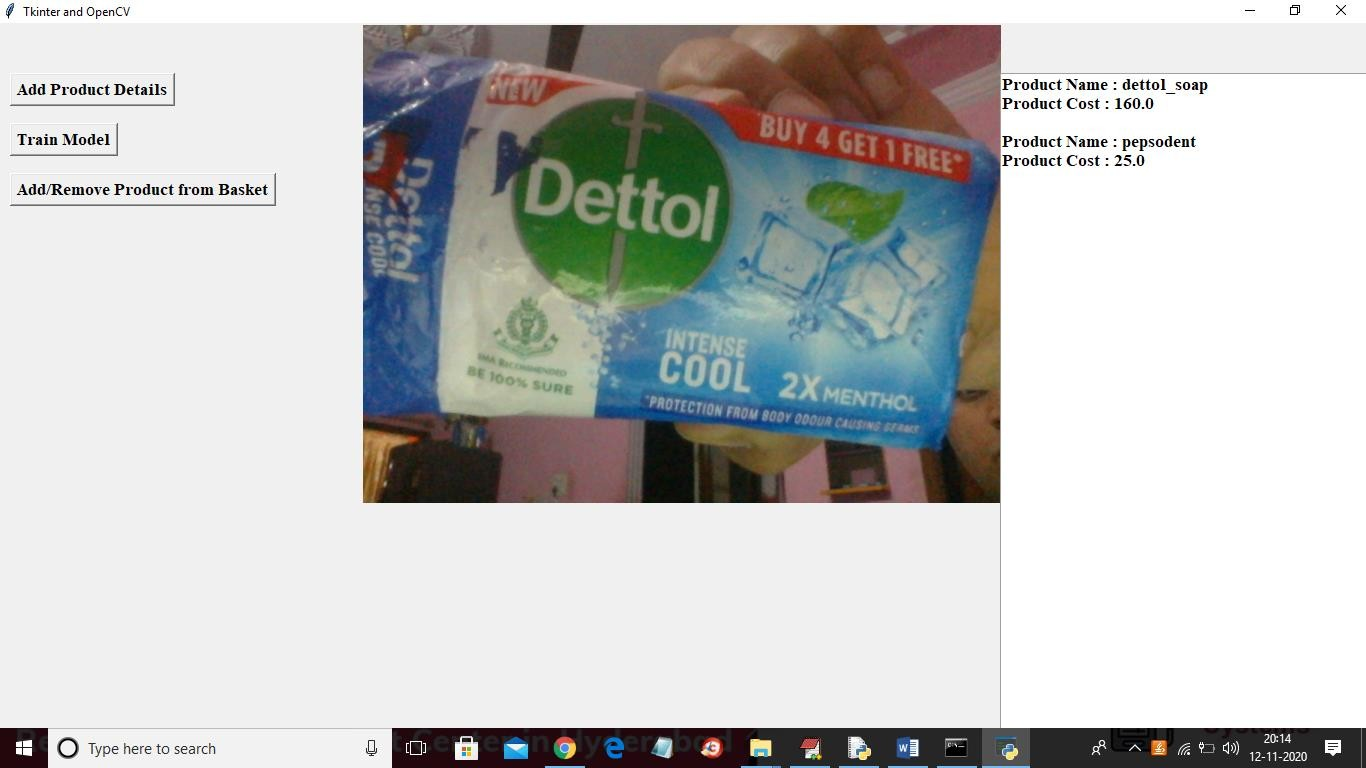 Tkinter and OpenCV
Add Product Details
Train Model
Add/Remove Product from Basket
NEW
Dettol
BUY 4 GET 1 FREE*
Dettol
COOL
IMA RECOMMENDED
BE 100% SURE
INTENSE
COOL
2X MENTHOL
*PROTECTION FROM BODY ODOUR CAUSING GERMS
Product Name : dettol_soap
Product Cost : 160.0
Product Name : pepsodent
Product Cost : 25.0
Type here to search
20:14
12-11-2020